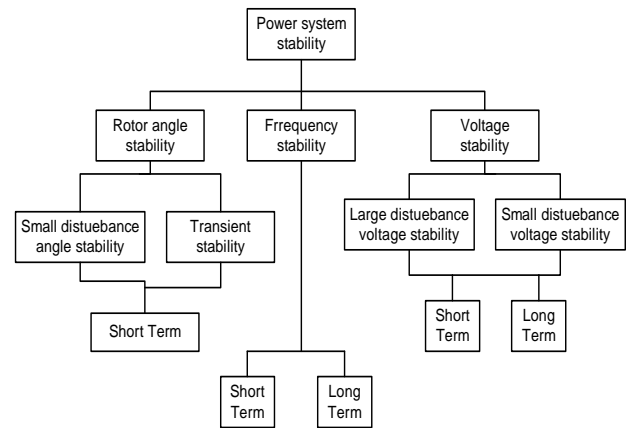 Power system
stability
Rotor angle
stability
Frrequency
stability
Voltage
stability
Small distuebance
angle stability
Transient
stability
Large distuebance
voltage stability
Small distuebance
voltage stability
Short Term
Short
Term
Long
Term
Short
Term
Long
Term